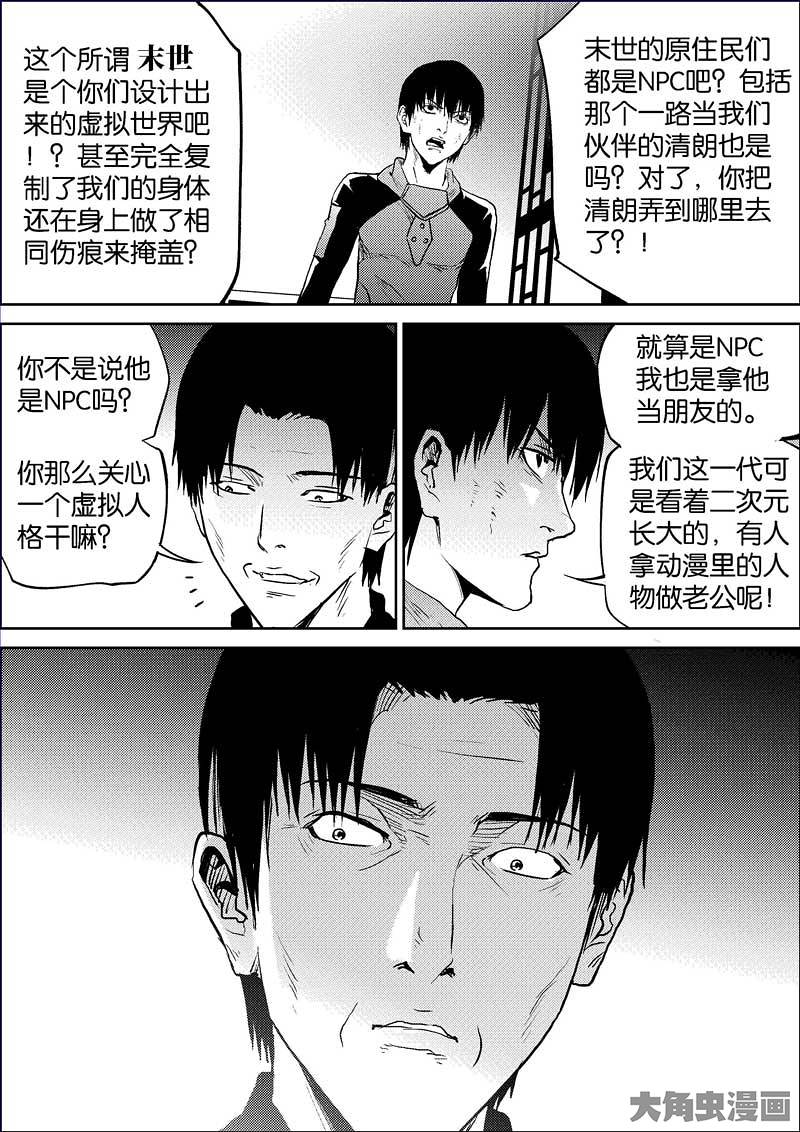 末世的原住民们
都是NPC吧？包括
那个一路当我们
伙伴的清朗也是
吗？对了，你把
清朗弄到哪里去
了？！
这个所谓 末世
是个你们设计出
来的虚拟世界吧
！？甚至完全复
制了我们的身体
还在身上做了相
同伤痕来掩盖？
就算是NPC
我也是拿他
当朋友的。
我们这一代可
是看着二次元
长大的，有人
拿动漫里的人
物做老公呢！
你不是说他
是NPC吗？
你那么关心
一个虚拟人
格干嘛？
大角虫漫画